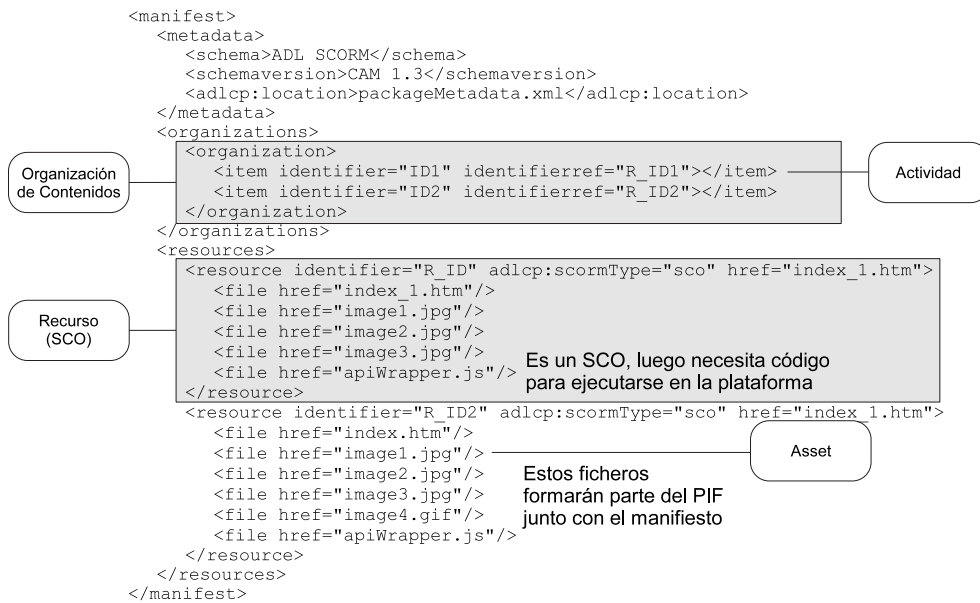 <manifest>
<metadata>
<schema>ADL SCORM</schema>
<schemaversion>CAM 1.3</schemaversion>
<adlcp:location>packageMetadata.xml</adlcp:location>
</metadata>
<organizations>
<organization>
<item identifier="ID1" identifierref="R_ID1"></item>
<item identifier="ID2" identifierref="R_ID2"></item>
</organization>
</organizations>
Organización
de Contenidos
Actividad
<resources>
<resource identifier="R_ID" adlcp:scormType="sco" href="index_1.htm">
<file href="index_1.htm"/>
<file href="image1.jpg"/>
<file href="image2.jpg"/>
<file href="image3.jpg"/>
<file href="apiWrapper.js"/>
</resource>
Recurso
(SCO)
Es un SCO, luego necesita código
para ejecutarse en la plataforma
<resource identifier="R_ID2" adlcp:scormType="sco" href="index_1.htm">
<file href="index.htm"/>
<file href="image1.jpg"/>
<file href="image2.jpg"/>
<file href="image3.jpg"/>
<file href="image4.gif"/>
<file href="apiWrapper.js"/>
</resource>
Asset
Estos ficheros
formarán parte del PIF
junto con el manifiesto
</resources>
</manifest>